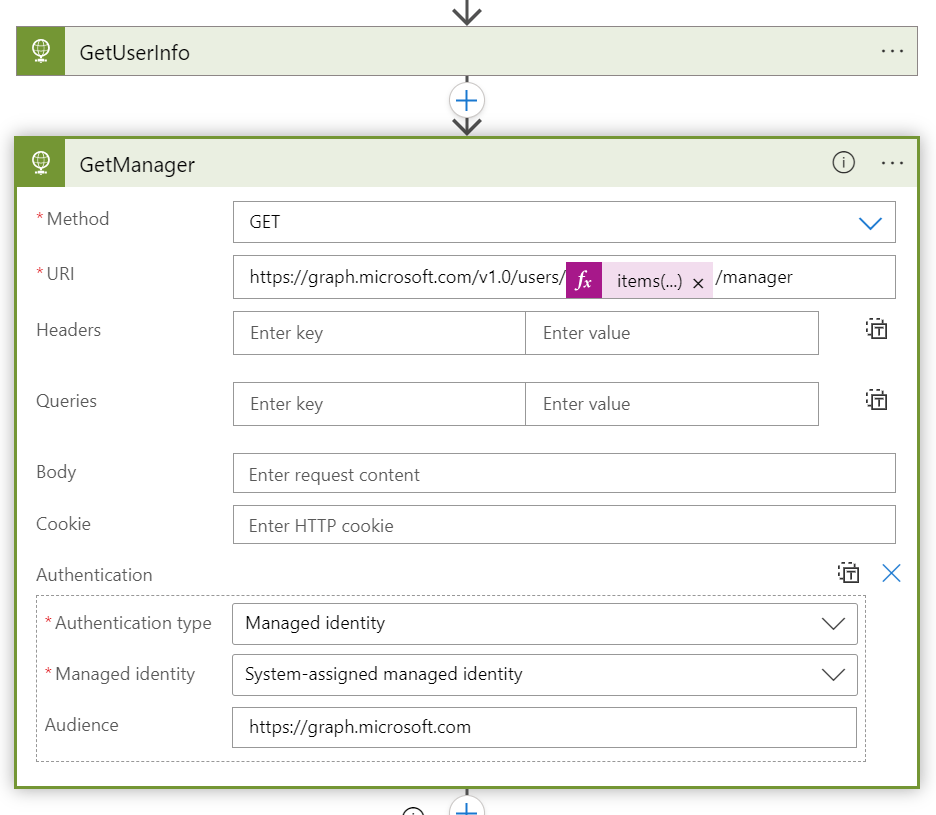 GetUserInfo
GetManager
* Method GET
* URI https://graph.microsoft.com/v1.0/users/ fx items(...) × /manager
Headers Enter key Enter value
Queries Enter key Enter value
Body Enter request content
Cookie Enter HTTP cookie
Authentication
* Authentication type Managed identity
* Managed identity System-assigned managed identity
Audience https://graph.microsoft.com